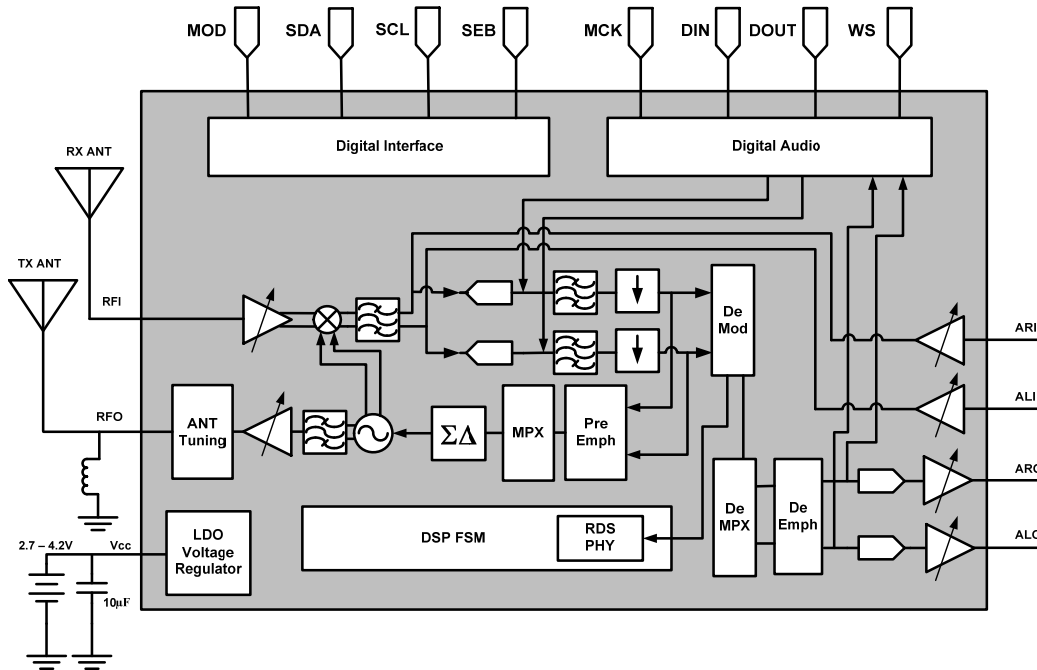 MOD SDA SCL SEB MCK DIN DOUT WS
Digital Interface
Digital Audio
RX ANT
TX ANT
RFI
De
Mod
ARI
RFO
ANT
Tuning
ΣΔ
MPX
Pre
Emph
ALI
ARO
De
MPX
De
Emph
DSP FSM
RDS
PHY
ALO
2.7 – 4.2V
Vcc
LDO
Voltage
Regulator
10µF